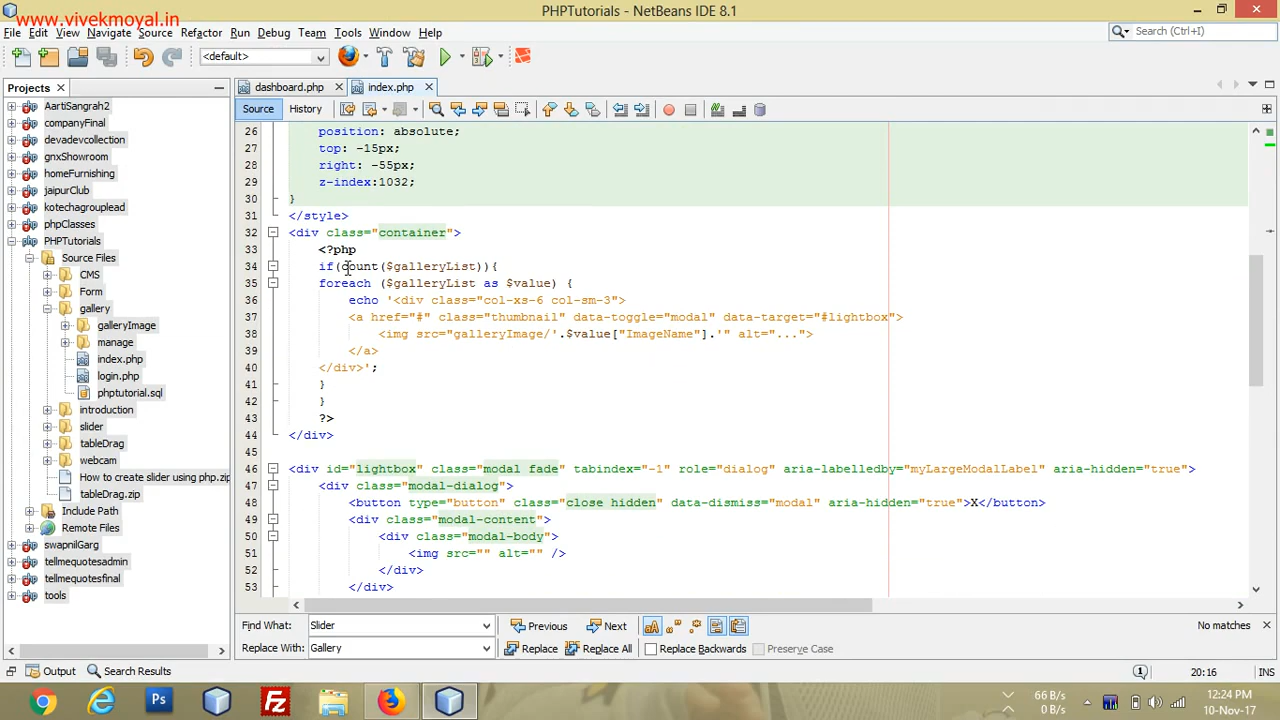 www.vivekmoyal.in
PHPTutorials - NetBeans IDE 8.1
File Edit View Navigate Source Refactor Run Debug Team Tools Window Help
Search (Ctrl+I)
<default>
Projects
dashboard.php
index.php
Source
History
AartiSangrah2
companyFinal
devadevcollection
gnxShowroom
homeFurnishing
jaipurClub
kotechagrouplead
phpClasses
PHPTutorials
Source Files
CMS
Form
gallery
galleryImage
manage
index.php
login.php
phptutorial.sql
introduction
slider
tableDrag
webcam
How to create slider using php.zip
tableDrag.zip
Include Path
Remote Files
swapnilGarg
tellmequotesadmin
tellmequotesfinal
tools
26 position: absolute;
27 top: -15px;
28 right: -55px;
29 z-index:1032;
30 }
31 </style>
32 <div class="container">
33 <?php
34 if(count($galleryList)){
35 foreach ($galleryList as $value) {
36 echo '<div class="col-xs-6 col-sm-3">
37 <a href="#" class="thumbnail" data-toggle="modal" data-target="#lightbox">
38 <img src="galleryImage/'.$value["ImageName"].'" alt="...">
39 </a>
40 </div>';
41 }
42 }
43 ?>
44 </div>
45
46 <div id="lightbox" class="modal fade" tabindex="-1" role="dialog" aria-labelledby="myLargeModalLabel" aria-hidden="true">
47 <div class="modal-dialog">
48 <button type="button" class="close hidden" data-dismiss="modal" aria-hidden="true">X</button>
49 <div class="modal-content">
50 <div class="modal-body">
51 <img src="" alt="" />
52 </div>
53 </div>
Find What: Slider Previous Next No matches
Replace With: Gallery Replace Replace All Replace Backwards Preserve Case
Output Search Results 20:16 INS
66 B/s
0 B/s
12:24 PM
10-Nov-17